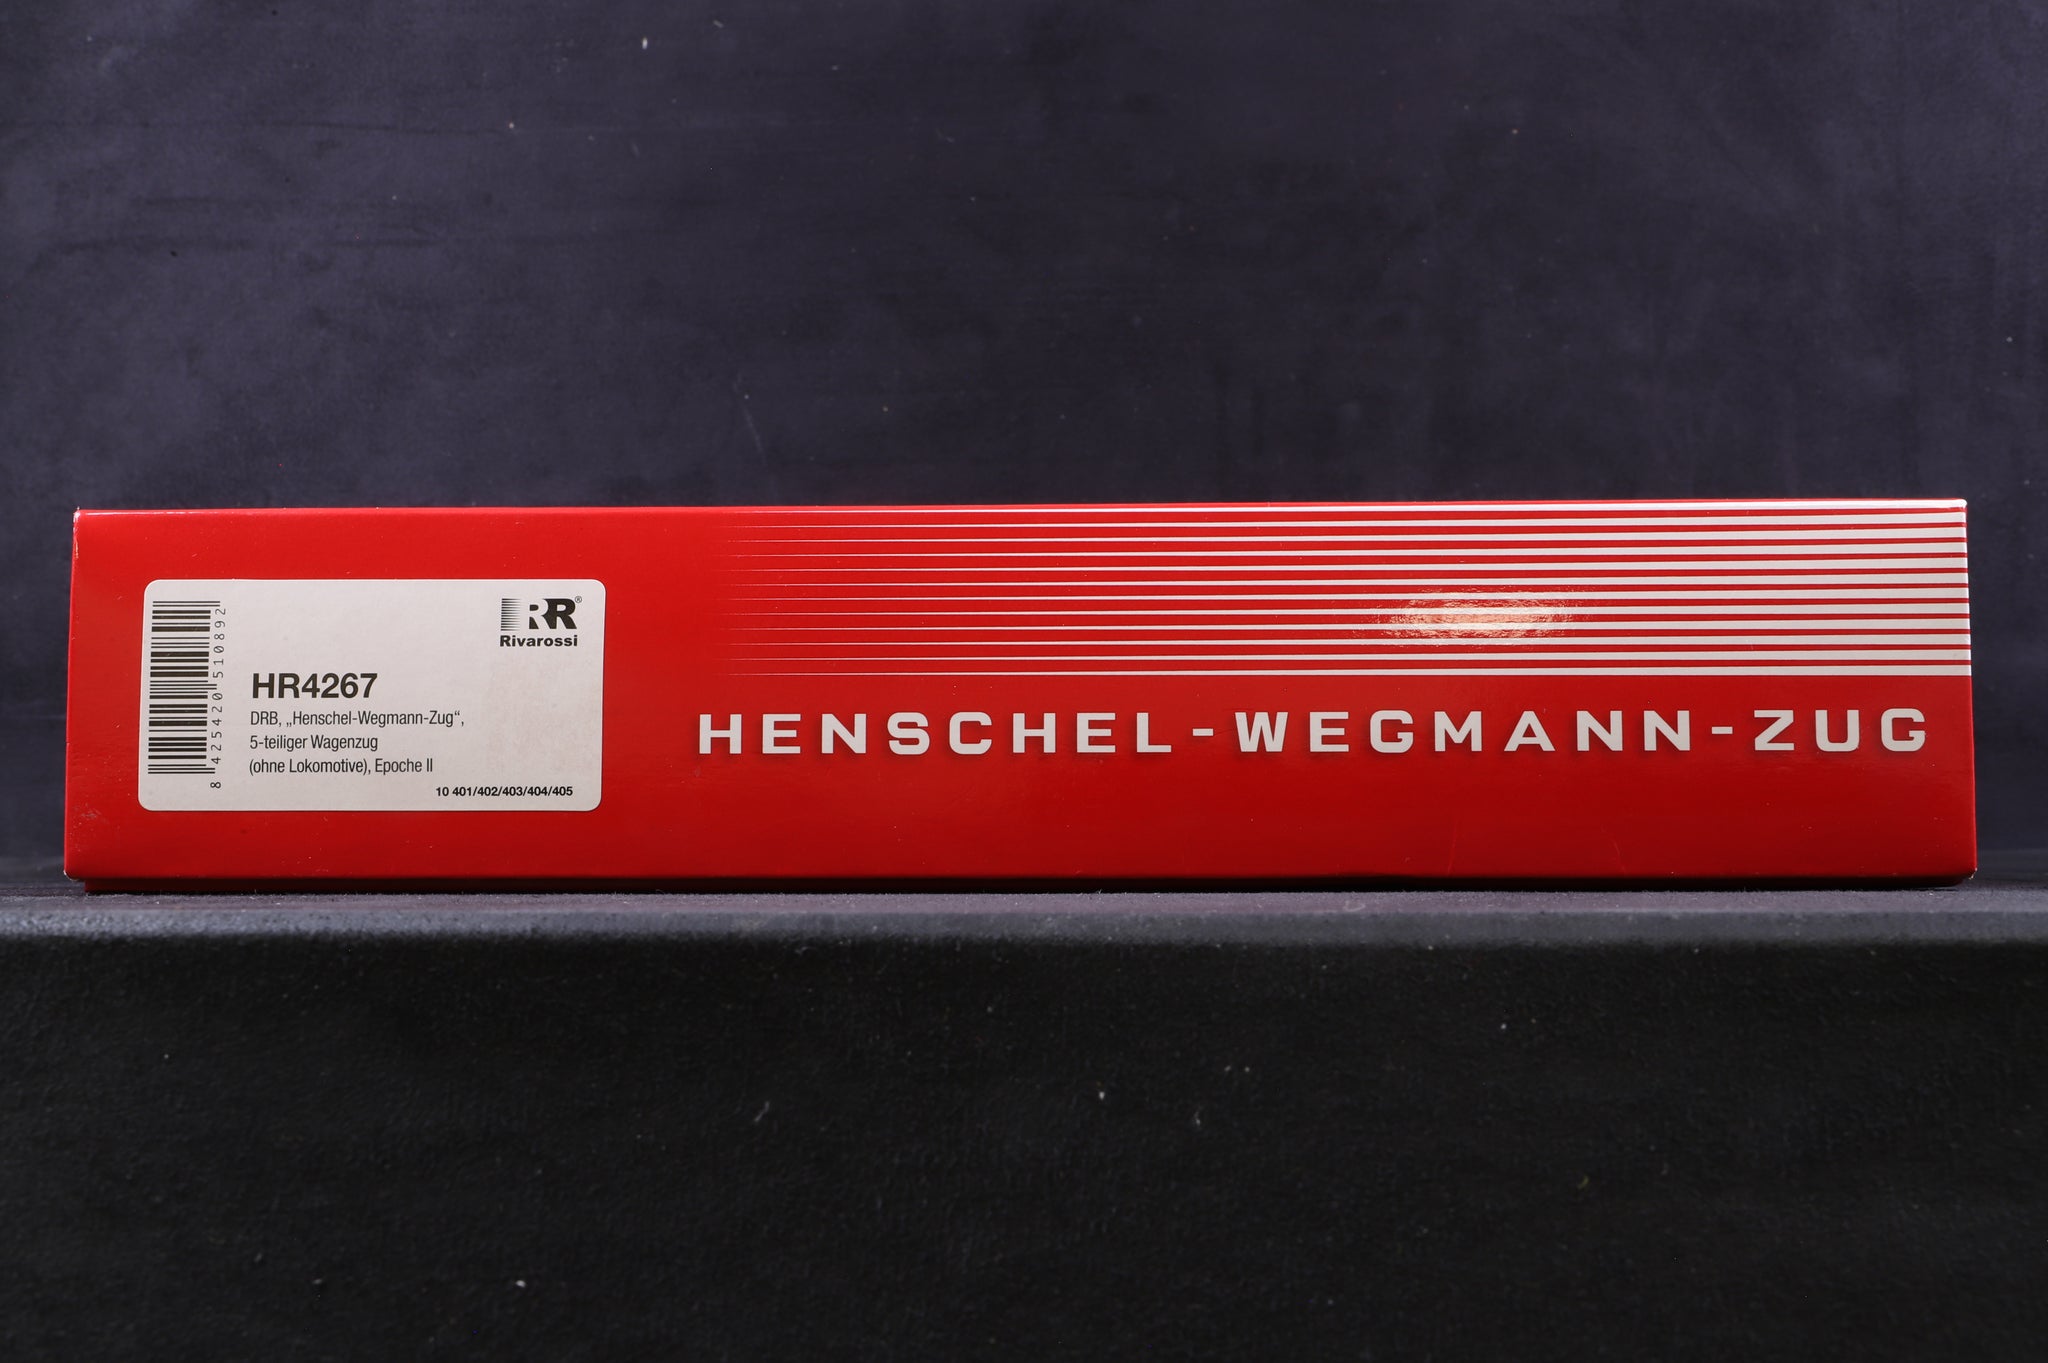 RR®
Rivarossi
8 425420 510892
HR4267
DRB, „Henschel-Wegmann-Zug“,
5-teiliger Wagenzug
(ohne Lokomotive), Epoche II
10 401/402/403/404/405
HENSCHEL-WEGMANN-ZUG